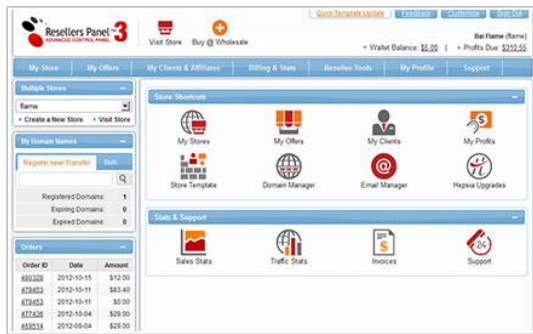 Quick Template Update | Feedback | Customize | Sign Out
Resellers Panel 3
ADVANCED CONTROL PANEL
Visit Store
Buy @ Wholesale
Bai Flame (flame)
Wallet Balance: $5.00 | Profits Due: $310.55
My Store
My Offers
My Clients & Affiliates
Billing & Stats
Reseller Tools
My Profile
Support
Multiple Stores
flame
Create a New Store
Visit Store
My Domain Names
Register new/Transfer
Bulk
Registered Domains: 1
Expiring Domains: 0
Expired Domains: 0
Orders
Order ID Date Amount
480328 2012-10-15 $12.00
479453 2012-10-11 $83.40
479453 2012-10-11 $0.00
477436 2012-10-04 $29.00
459514 2012-09-04 $29.00
Store Shortcuts
My Stores
My Offers
My Clients
My Profits
Store Template
Domain Manager
Email Manager
Hepsia Upgrades
Stats & Support
Sales Stats
Traffic Stats
Invoices
24
Support